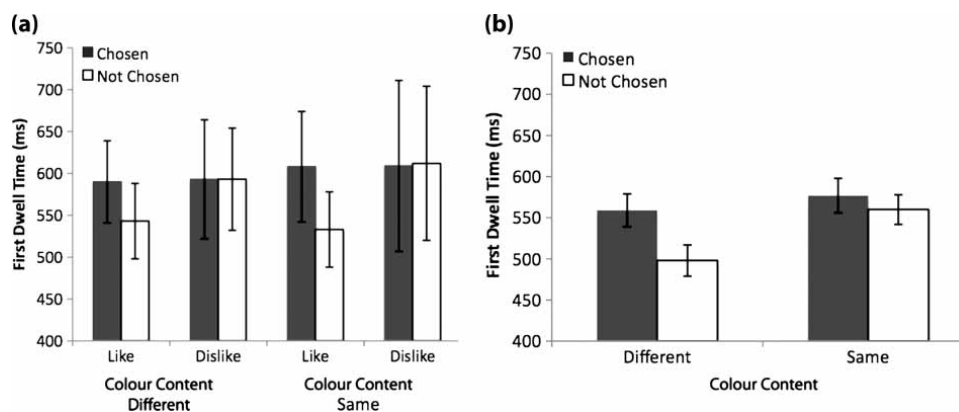 (a)
750
700
650
600
550
500
450
400
First Dwell Time (ms)
Chosen
Not Chosen
Like
Dislike
Like
Dislike
Colour Content
Different
Colour Content
Same
(b)
750
700
650
600
550
500
450
400
First Dwell Time (ms)
Chosen
Not Chosen
Different
Same
Colour Content